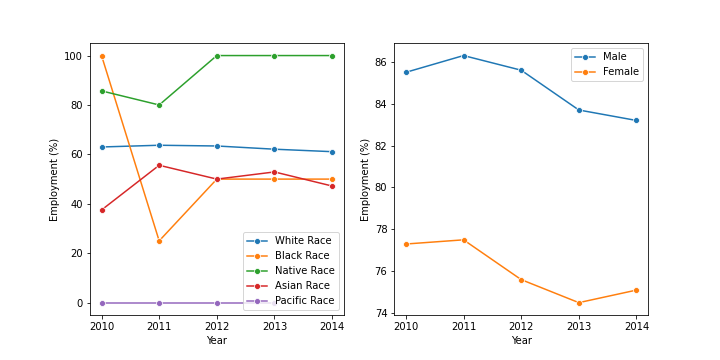 100
80
60
40
20
0
Employment (%)
2010 2011 2012 2013 2014
Year
White Race
Black Race
Native Race
Asian Race
Pacific Race
86
84
82
80
78
76
74
Employment (%)
2010 2011 2012 2013 2014
Year
Male
Female